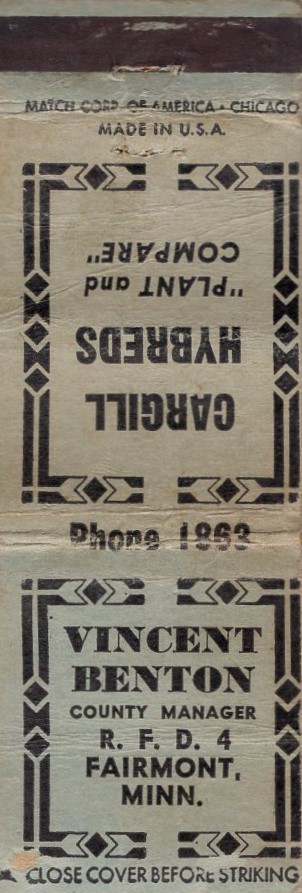 MATCH CORP. OF AMERICA • CHICAGO
MADE IN U.S.A.
CARGILL
HYBREDS
"PLANT and
COMPARE"
Phone 1863
VINCENT
BENTON
COUNTY MANAGER
R. F. D. 4
FAIRMONT,
MINN.
CLOSE COVER BEFORE STRIKING